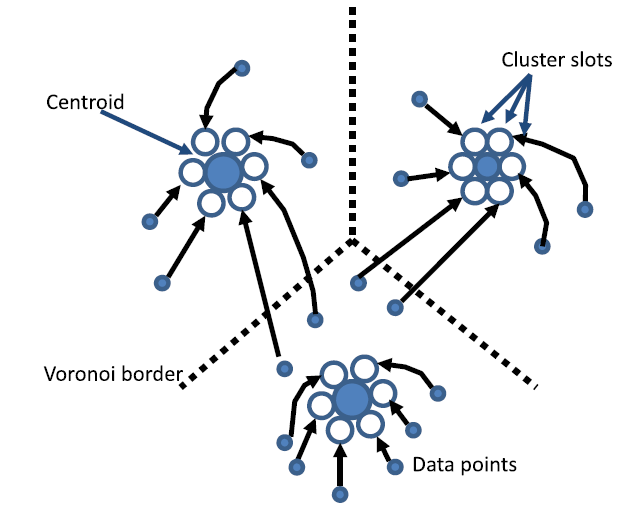 Cluster slots
Centroid
Voronoi border
Data points